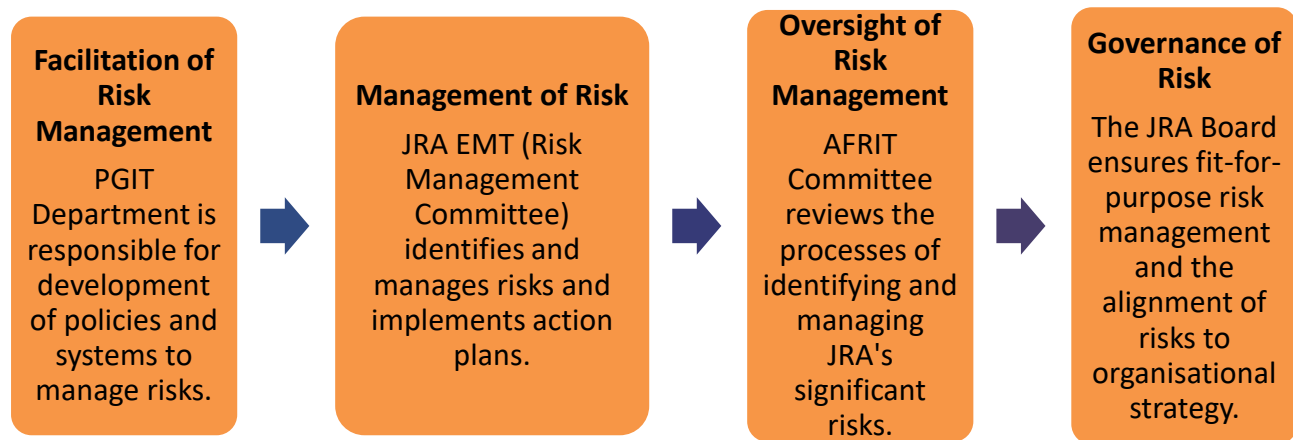 Facilitation of
Risk
Management
PGIT
Department is
responsible for
development
of policies and
systems to
manage risks.
Management of Risk
JRA EMT (Risk
Management
Committee)
identifies and
manages risks and
implements action
plans.
Oversight of
Risk
Management
AFRIT
Committee
reviews the
processes of
identifying and
managing
JRA's
significant
risks.
Governance of
Risk
The JRA Board
ensures fit-for-
purpose risk
management
and the
alignment of
risks to
organisational
strategy.